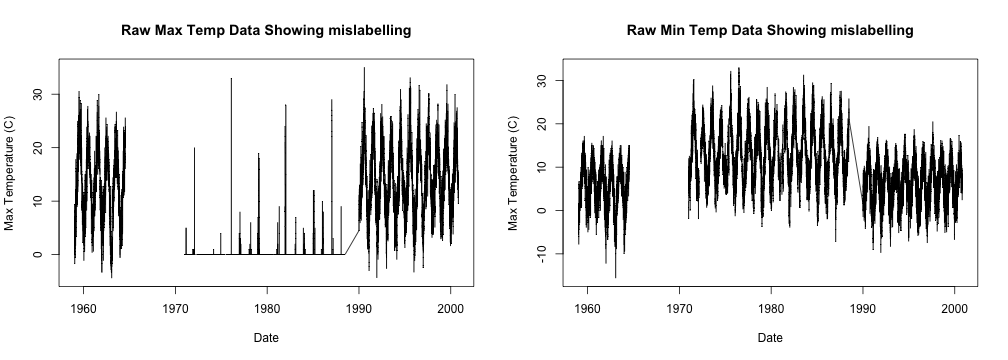 Raw Max Temp Data Showing mislabelling
Max Temperature (C)
30
20
10
0
1960 1970 1980 1990 2000
Date
Raw Min Temp Data Showing mislabelling
Max Temperature (C)
30
20
10
0
-10
1960 1970 1980 1990 2000
Date